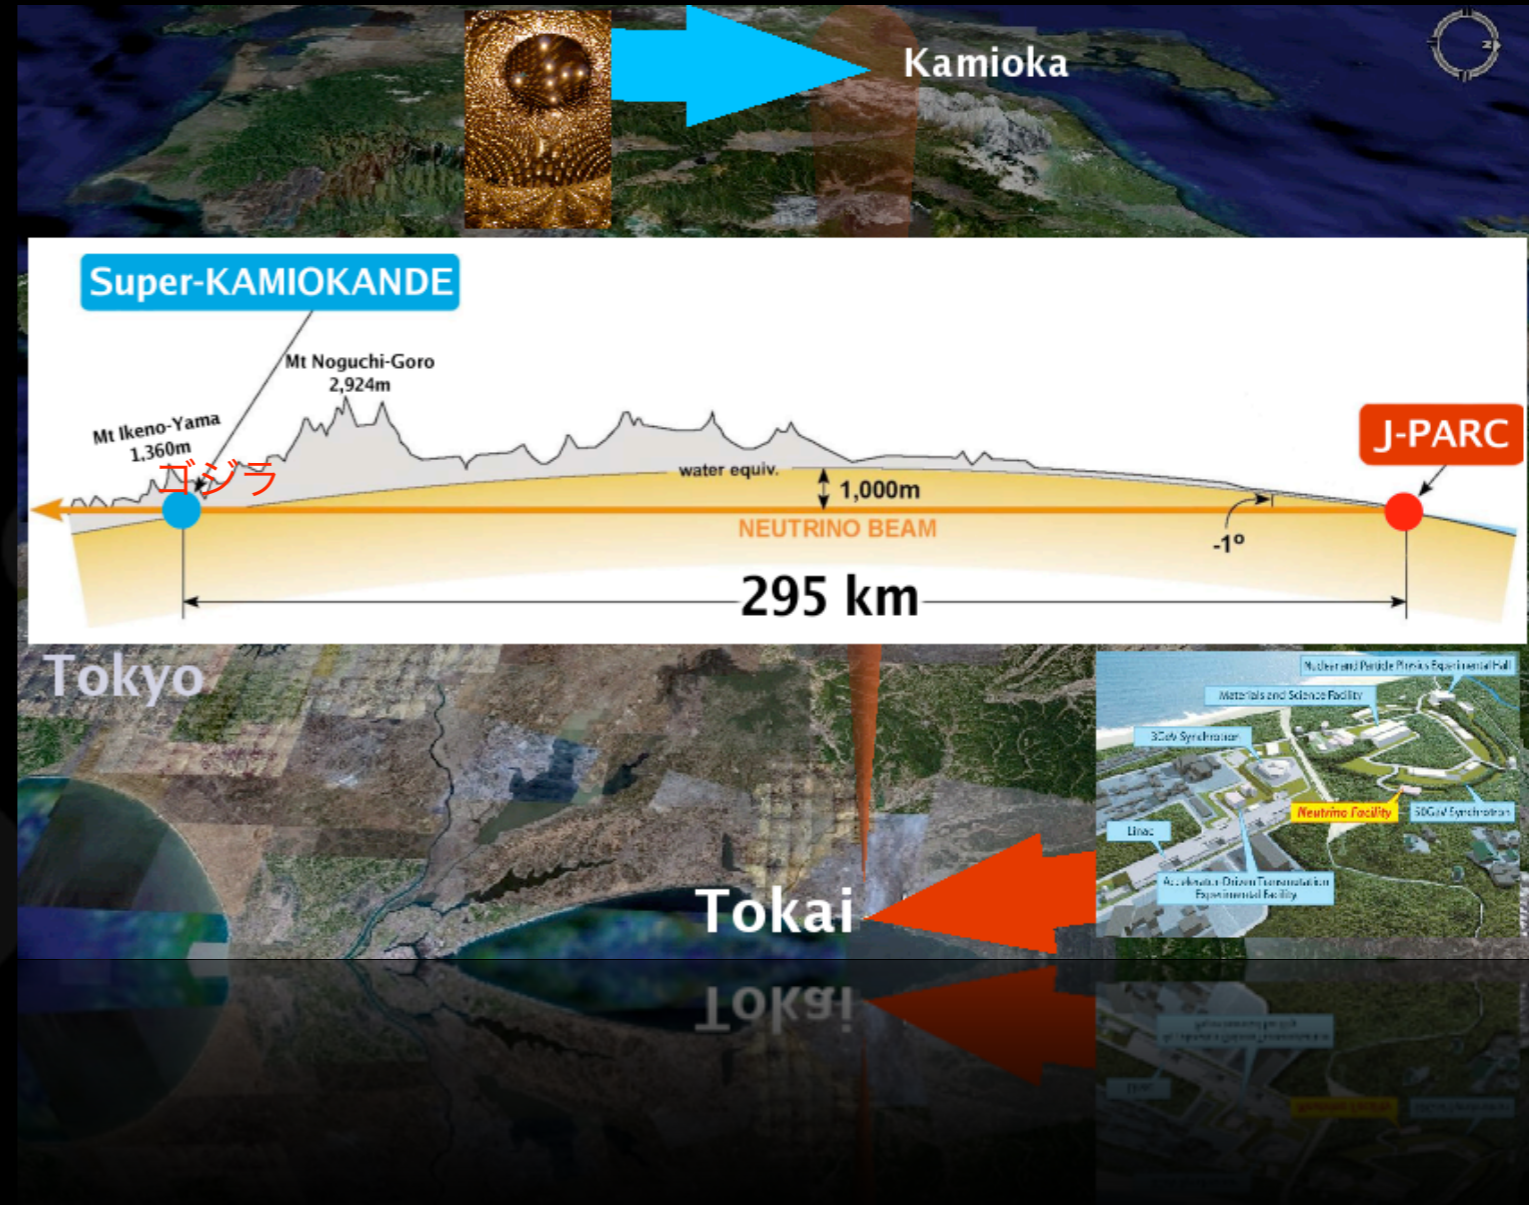 Kamioka
N
Super-KAMIOKANDE
Mt Noguchi-Goro
2,924m
Mt Ikeno-Yama
1,360m
ゴジラ
J-PARC
water equiv.
1,000m
NEUTRINO BEAM
-1º
295 km
Tokyo
Nuclear and Particle Physics Experimental Hall
Materials and Science Facility
3GeV Synchrotron
Neutrino Facility
50GeV Synchrotron
Linac
Accelerator-Driven Transmutation
Experimental Facility
Tokai